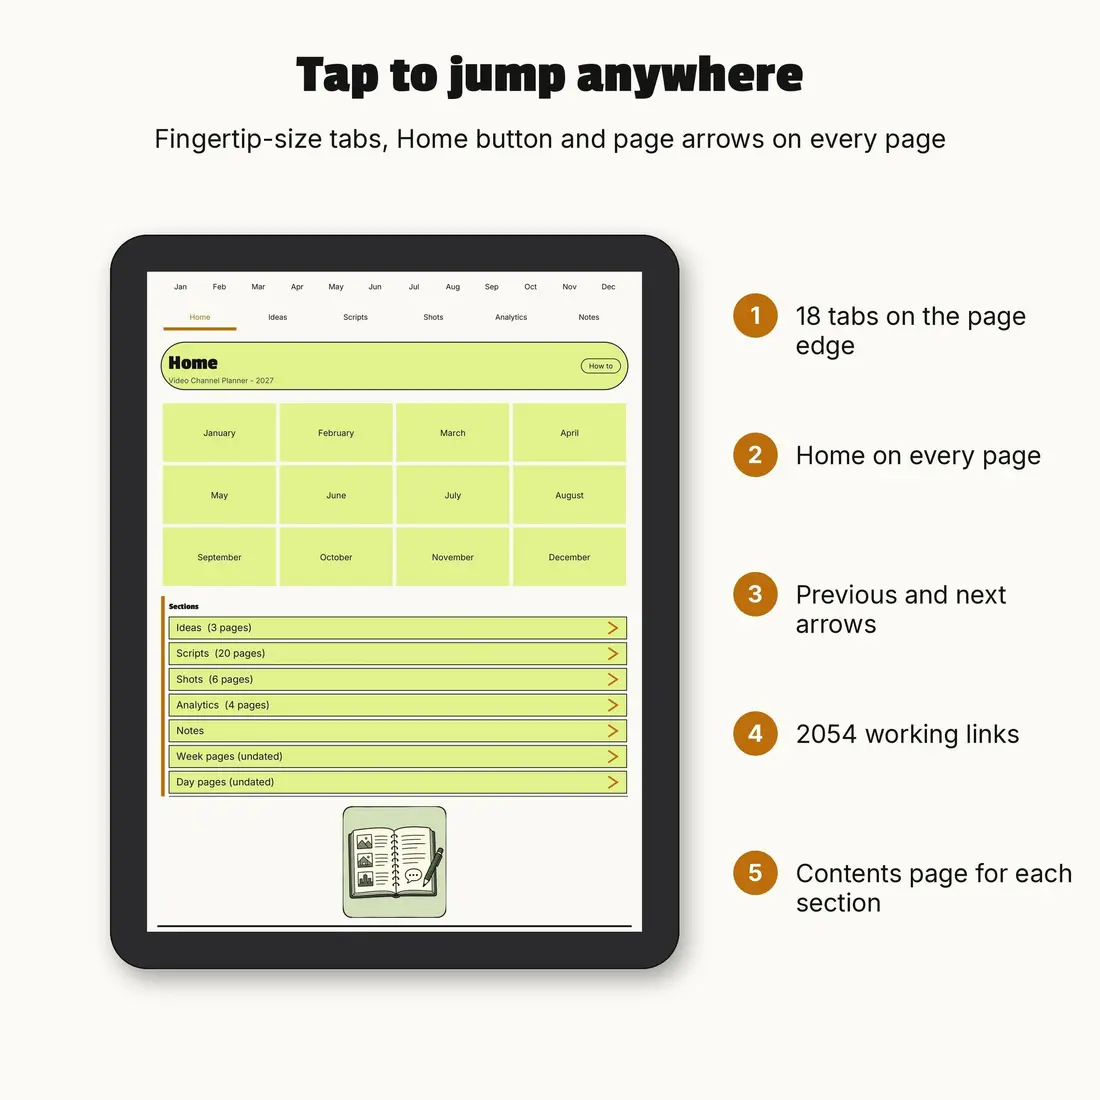 Tap to jump anywhere
Fingertip-size tabs, Home button and page arrows on every page
Jan Feb Mar Apr May Jun Jul Aug Sep Oct Nov Dec
Home Ideas Scripts Shots Analytics Notes
Home
How to
Video Channel Planner - 2027
January February March April
May June July August
September October November December
Sections
Ideas (3 pages)
Scripts (20 pages)
Shots (6 pages)
Analytics (4 pages)
Notes
Week pages (undated)
Day pages (undated)
1 18 tabs on the page
edge
2 Home on every page
3 Previous and next
arrows
4 2054 working links
5 Contents page for each
section